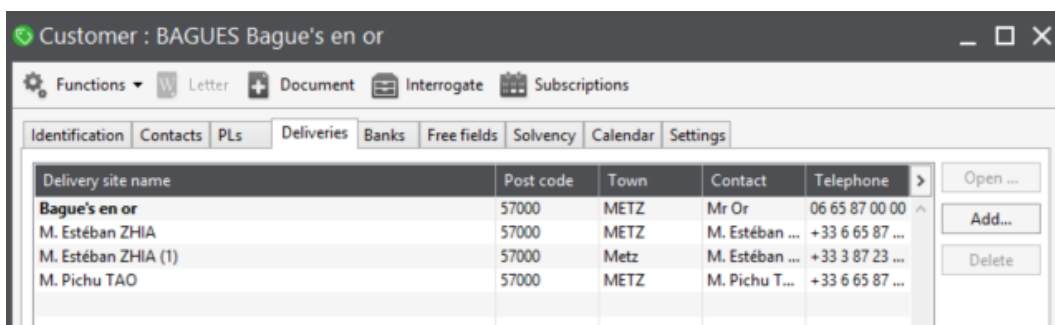 Customer : BAGUES Bague's en or
Functions Letter Document Interrogate Subscriptions
Identification Contacts PLs Deliveries Banks Free fields Solvency Calendar Settings
Delivery site name Post code Town Contact Telephone > Open ...
Bague's en or 57000 METZ Mr Or 06 65 87 00 00
Add...
M. Estéban ZHIA 57000 METZ M. Estéban ... +33 6 65 87 ...
M. Estéban ZHIA (1) 57000 Metz M. Estéban ... +33 3 87 23 ...
Delete
M. Pichu TAO 57000 METZ M. Pichu T... +33 6 65 87 ...